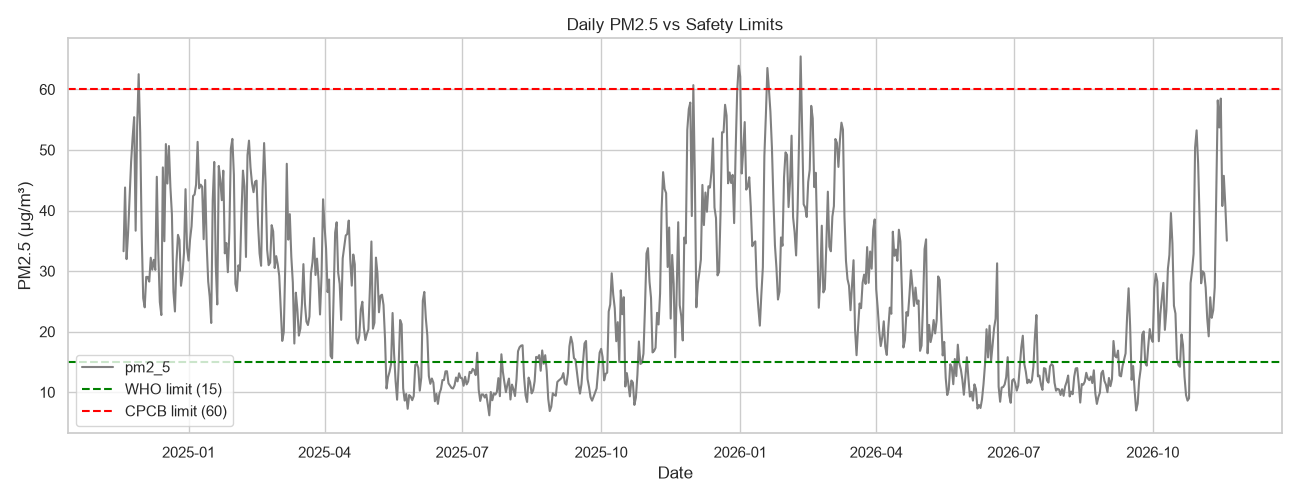 Daily PM2.5 vs Safety Limits
PM2.5 (µg/m³)
60
50
40
30
20
10
pm2_5
WHO limit (15)
CPCB limit (60)
2025-01 2025-04 2025-07 2025-10 2026-01 2026-04 2026-07 2026-10
Date